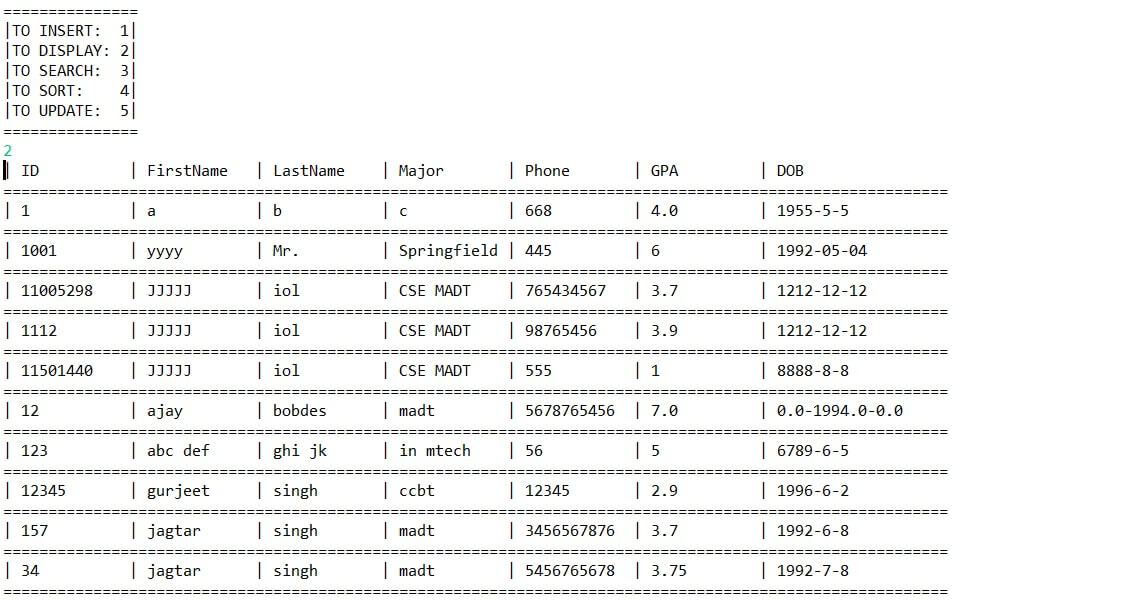 ===============
|TO INSERT:  1|
|TO DISPLAY: 2|
|TO SEARCH:  3|
|TO SORT:    4|
|TO UPDATE:  5|
===============
2
| ID          | FirstName   | LastName    | Major       | Phone       | GPA         | DOB
=========================================================================================================
| 1           | a           | b           | c           | 668         | 4.0         | 1955-5-5
=========================================================================================================
| 1001        | yyyy        | Mr.         | Springfield | 445         | 6           | 1992-05-04
=========================================================================================================
| 11005298    | JJJJJ       | iol         | CSE MADT    | 765434567   | 3.7         | 1212-12-12
=========================================================================================================
| 1112        | JJJJJ       | iol         | CSE MADT    | 98765456    | 3.9         | 1212-12-12
=========================================================================================================
| 11501440    | JJJJJ       | iol         | CSE MADT    | 555         | 1           | 8888-8-8
=========================================================================================================
| 12          | ajay        | bobdes      | madt        | 5678765456  | 7.0         | 0.0-1994.0-0.0
=========================================================================================================
| 123         | abc def     | ghi jk      | in mtech    | 56          | 5           | 6789-6-5
=========================================================================================================
| 12345       | gurjeet     | singh       | ccbt        | 12345       | 2.9         | 1996-6-2
=========================================================================================================
| 157         | jagtar      | singh       | madt        | 3456567876  | 3.7         | 1992-6-8
=========================================================================================================
| 34          | jagtar      | singh       | madt        | 5456765678  | 3.75        | 1992-7-8
=========================================================================================================